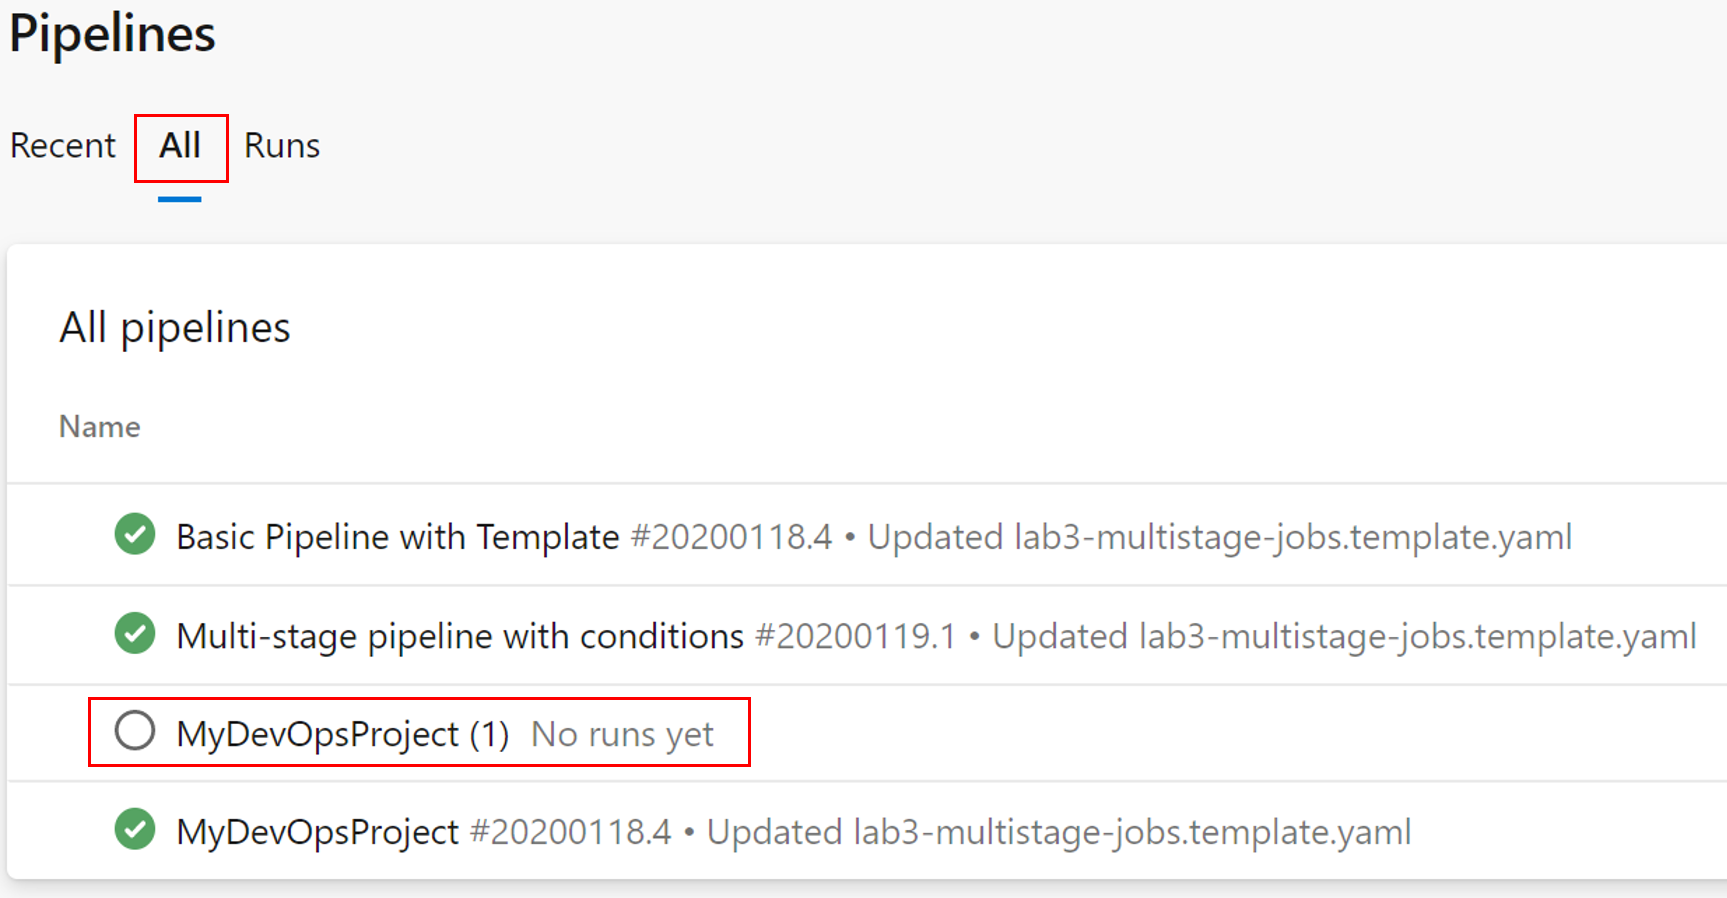 Pipelines
Recent All Runs
All pipelines
Name
Basic Pipeline with Template #20200118.4 • Updated lab3-multistage-jobs.template.yaml
Multi-stage pipeline with conditions #20200119.1 • Updated lab3-multistage-jobs.template.yaml
MyDevOpsProject (1) No runs yet
MyDevOpsProject #20200118.4 • Updated lab3-multistage-jobs.template.yaml